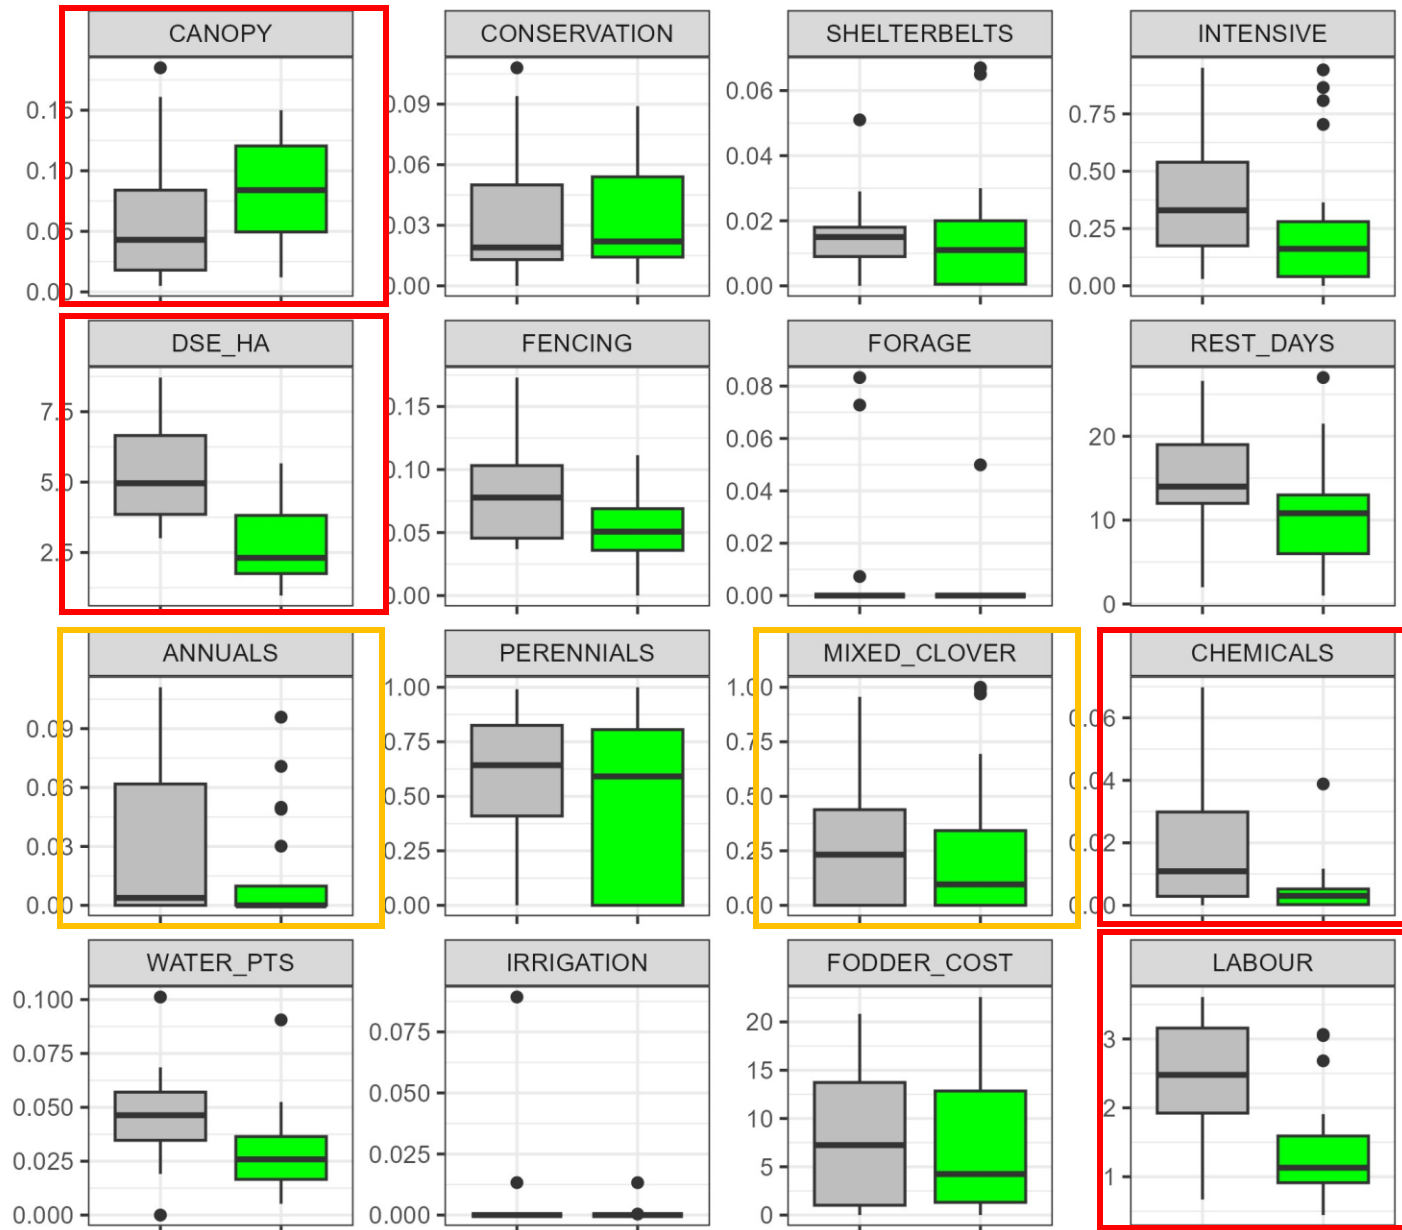 CANOPY CONSERVATION SHELTERBELTS INTENSIVE
0.15 0.09 0.06 0.75
0.10 0.06 0.04 0.50
0.05 0.03 0.02 0.25
0.00 0.00 0.00 0.00
DSE_HA FENCING FORAGE REST_DAYS
7.5 0.15 0.08 20
5.0 0.10 0.06 10
2.5 0.05 0.04 0
0.00 0.02
0.00
ANNUALS PERENNIALS MIXED_CLOVER CHEMICALS
0.09 1.00 1.00 0.06
0.06 0.75 0.75 0.04
0.03 0.50 0.50 0.02
0.00 0.25 0.25 0.00
0.00 0.00
WATER_PTS IRRIGATION FODDER_COST LABOUR
0.100 0.075 20 3
0.075 0.050 15 2
0.050 0.025 10 1
0.025 0.000 5
0.000 0